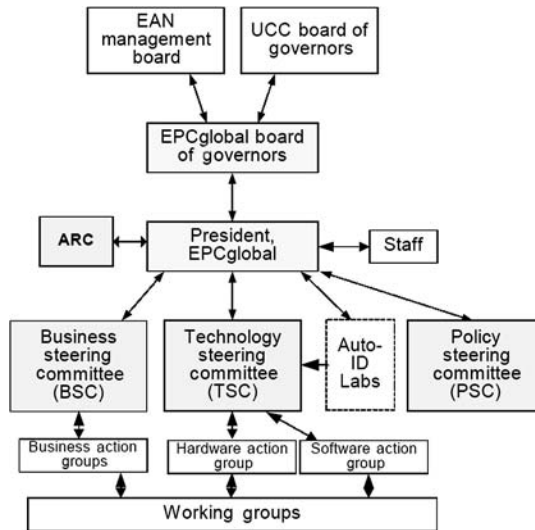 EAN
management
board
UCC board of
governors
EPCglobal board
of governors
ARC
President,
EPCglobal
Staff
Business
steering
committee
(BSC)
Technology
steering
committee
(TSC)
Auto-
ID
Labs
Policy
steering
committee
(PSC)
Business action
groups
Hardware action
group
Software action
group
Working groups